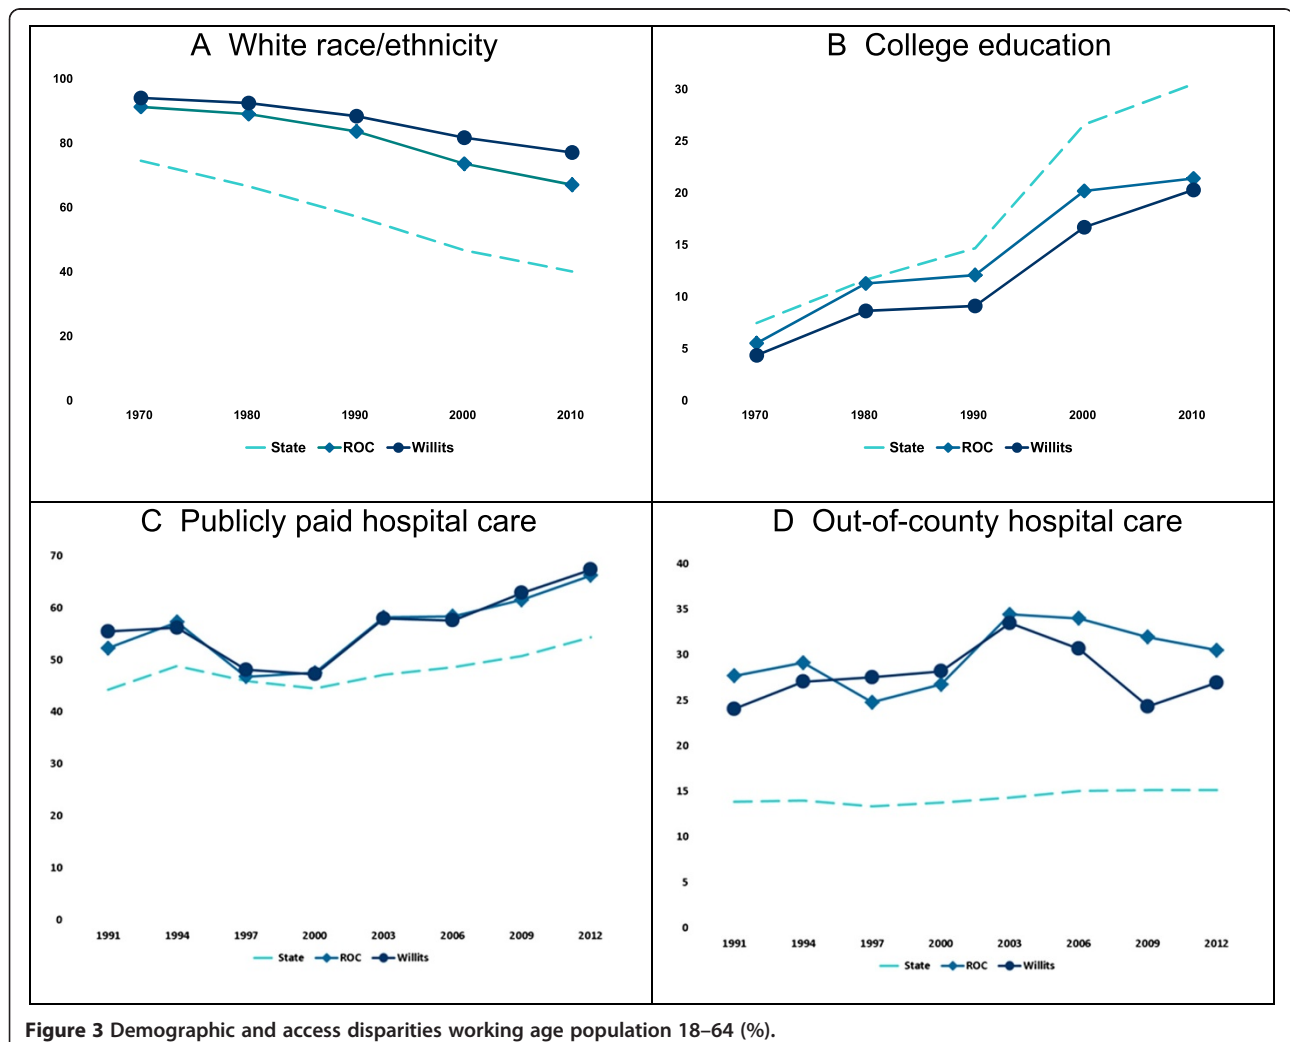 A White race/ethnicity
100
80
60
40
20
0
1970 1980 1990 2000 2010
State ROC Willits
B College education
30
25
20
15
10
5
0
1970 1980 1990 2000 2010
State ROC Willits
C Publicly paid hospital care
70
60
50
40
30
20
10
0
1991 1994 1997 2000 2003 2006 2009 2012
State ROC Willits
D Out-of-county hospital care
40
35
30
25
20
15
10
5
0
1991 1994 1997 2000 2003 2006 2009 2012
State ROC Willits
Figure 3 Demographic and access disparities working age population 18–64 (%).